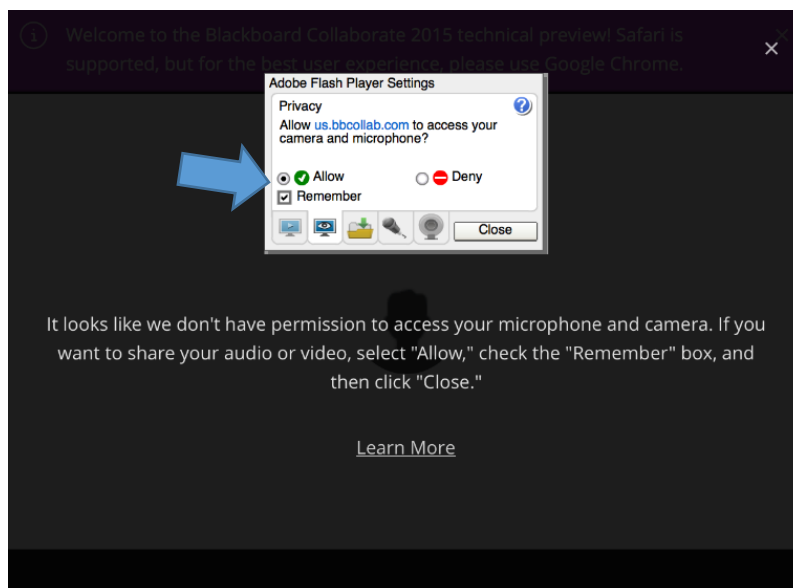 Welcome to the Blackboard Collaborate 2015 technical preview! Safari is
supported, but for the best user experience, please use Google Chrome.
Adobe Flash Player Settings
Privacy
Allow us.bbcollab.com to access your
camera and microphone?
Allow Deny
Remember
Close
It looks like we don't have permission to access your microphone and camera. If you
want to share your audio or video, select "Allow," check the "Remember" box, and
then click "Close."
Learn More